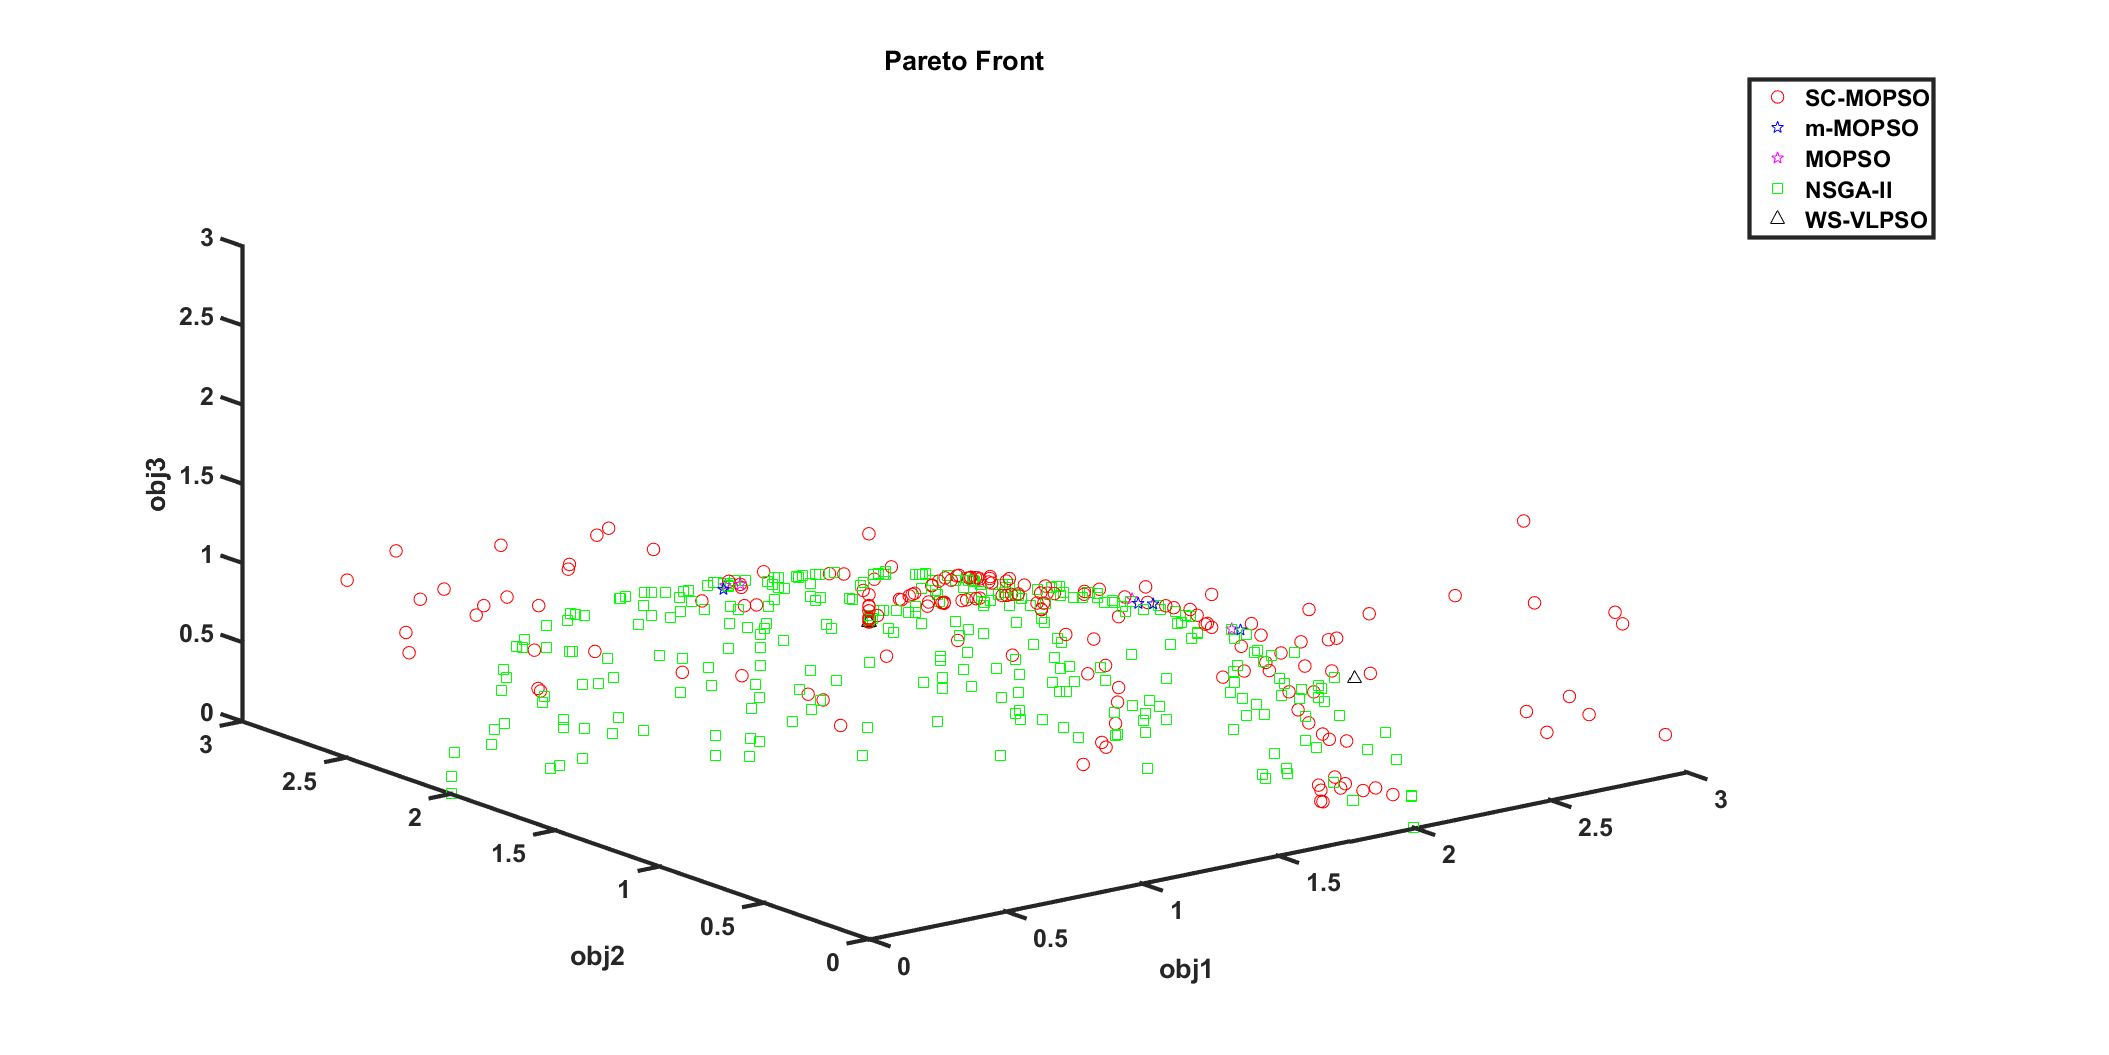 Pareto Front
SC-MOPSO
m-MOPSO
MOPSO
NSGA-II
WS-VLPSO
3
2.5
2
1.5
1
0.5
0
obj3
3
2.5
2
1.5
1
0.5
0
obj2
0
0.5
1
1.5
2
2.5
3
obj1